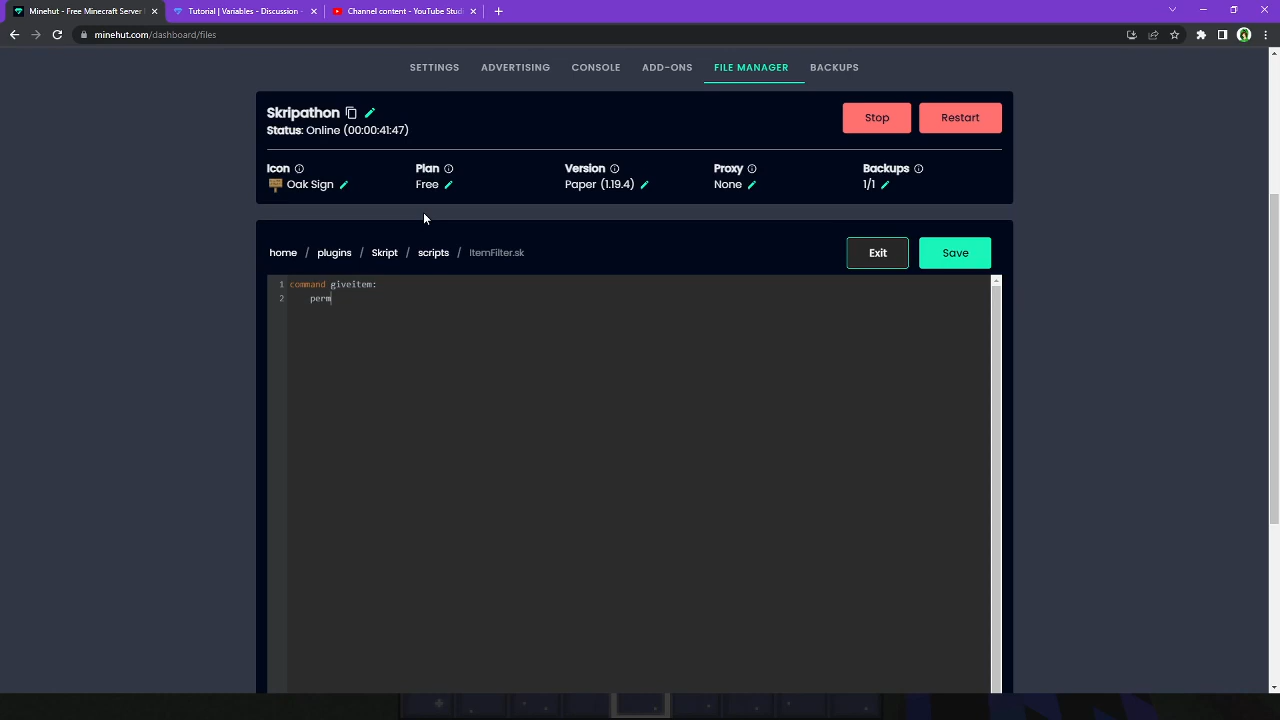 Minehut - Free Minecraft Server
Tutorial | Variables - Discussion -
Channel content - YouTube Studi
minehut.com/dashboard/files
SETTINGS ADVERTISING CONSOLE ADD-ONS FILE MANAGER BACKUPS
Skripathon
Stop Restart
Status: Online (00:00:41:47)
Icon Plan Version Proxy Backups
Oak Sign Free Paper (1.19.4) None 1/1
home / plugins / Skript / scripts / ItemFilter.sk
Exit Save
1 command giveitem:
2 perm